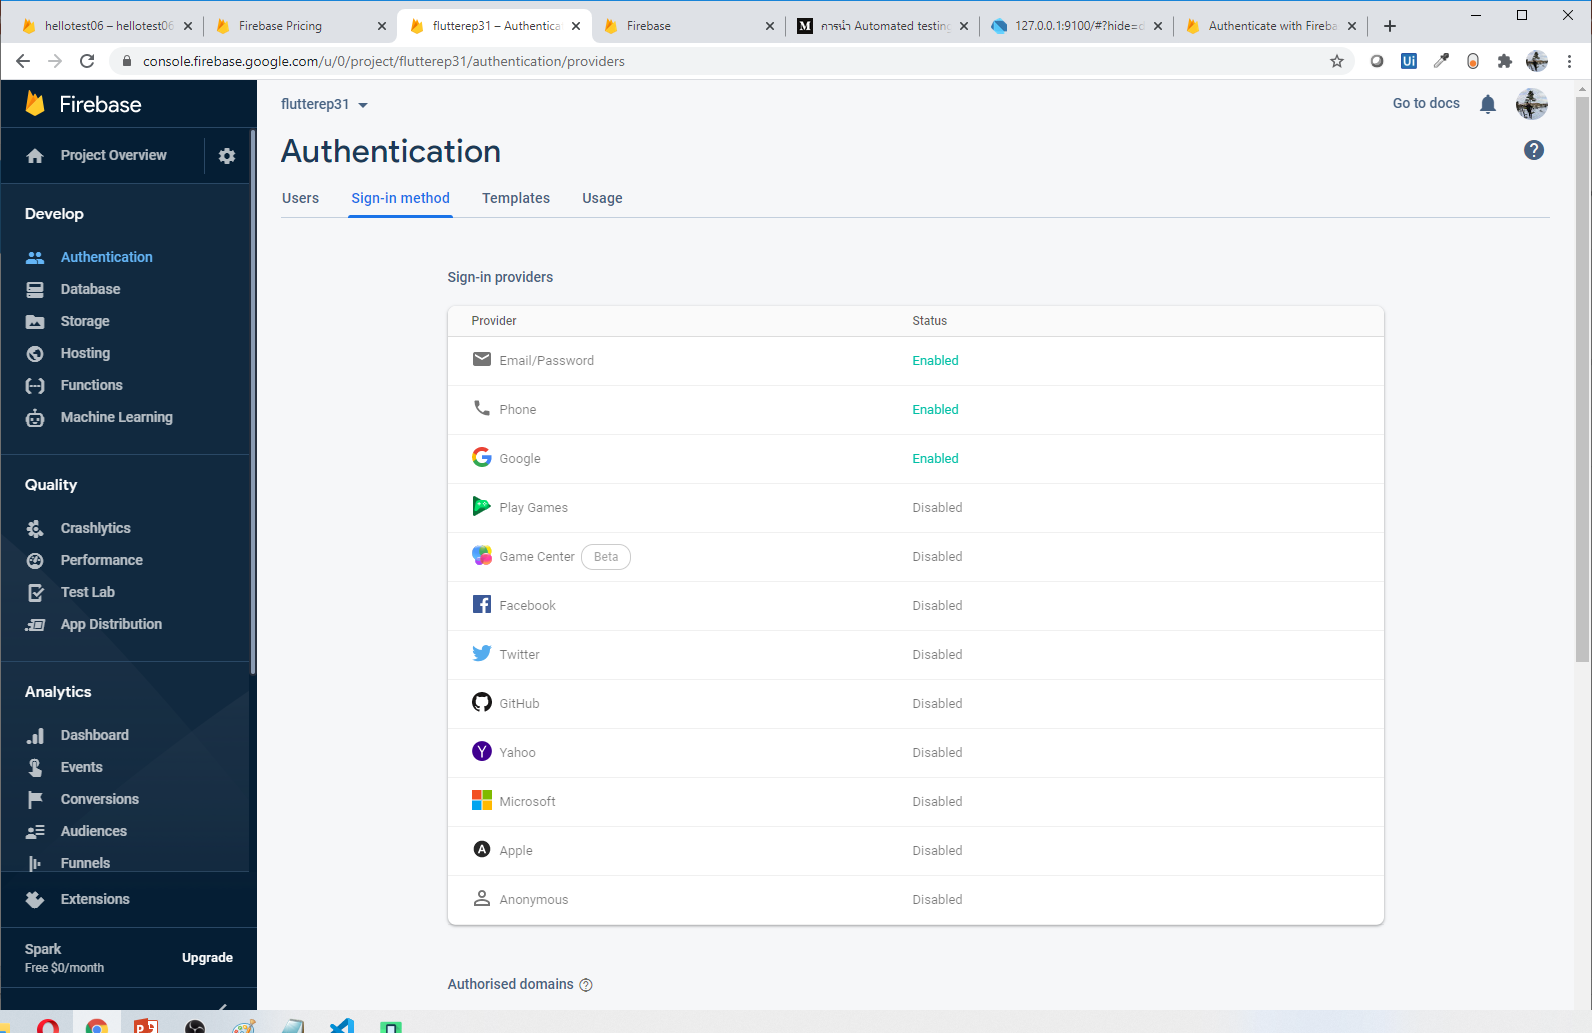 hellotest06 – hellotest06
Firebase Pricing
flutterep31 – Authentica
Firebase
การนำ Automated testing
127.0.0.1:9100/#?hide=d
Authenticate with Fireba
console.firebase.google.com/u/0/project/flutterep31/authentication/providers
Firebase
Project Overview
Develop
Authentication
Database
Storage
Hosting
Functions
Machine Learning
Quality
Crashlytics
Performance
Test Lab
App Distribution
Analytics
Dashboard
Events
Conversions
Audiences
Funnels
Extensions
Spark
Free $0/month
Upgrade
flutterep31
Go to docs
Authentication
Users Sign-in method Templates Usage
Sign-in providers
Provider Status
Email/Password Enabled
Phone Enabled
Google Enabled
Play Games Disabled
Game Center Beta Disabled
Facebook Disabled
Twitter Disabled
GitHub Disabled
Yahoo Disabled
Microsoft Disabled
Apple Disabled
Anonymous Disabled
Authorised domains